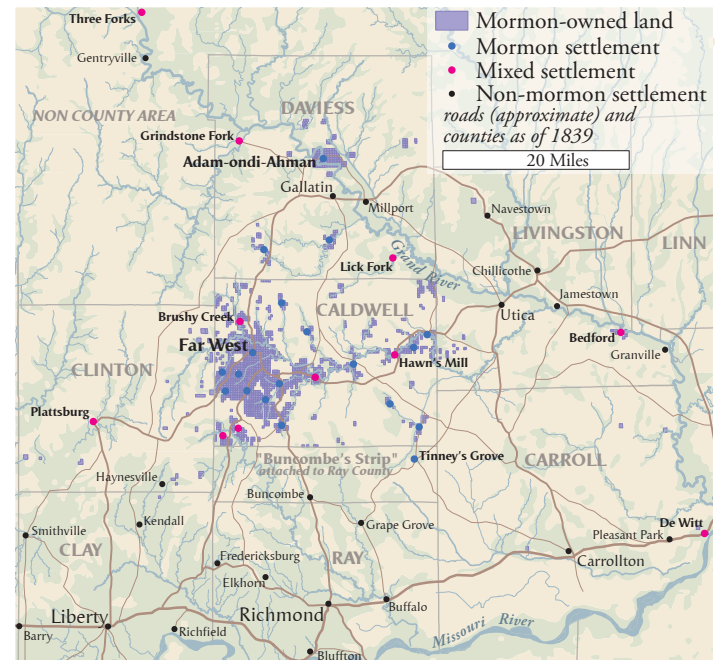 Three Forks
Mormon-owned land
Mormon settlement
Mixed settlement
Non-mormon settlement
roads (approximate) and
counties as of 1839
20 Miles
Gentryville
NON COUNTY AREA
DAVIESS
Grindstone Fork
Adam-ondi-Ahman
Gallatin
Millport
Navestown
LIVINGSTON
LINN
Grand River
Lick Fork
Chillicothe
Jamestown
Utica
CALDWELL
Brushy Creek
Far West
Bedford
Granville
Hawn's Mill
CLINTON
Plattsburg
"Buncombe's Strip"
attached to Ray County
Tinney's Grove
CARROLL
Haynesville
Buncombe
Smithville
Kendall
Grape Grove
De Witt
Pleasant Park
CLAY
Fredericksburg
RAY
Carrollton
Elkhorn
Liberty
Richmond
Buffalo
Barry
Richfield
Missouri River
Bluffton